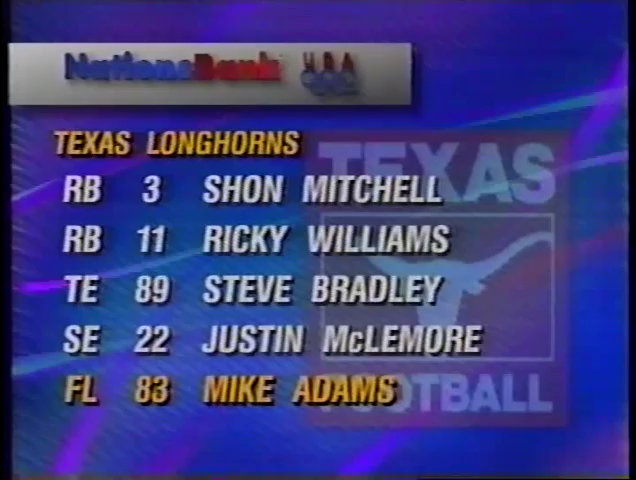 NationsBank USA
TEXAS LONGHORNS
TEXAS
RB 3 SHON MITCHELL
RB 11 RICKY WILLIAMS
TE 89 STEVE BRADLEY
SE 22 JUSTIN McLEMORE
FL 83 MIKE ADAMS
FOOTBALL